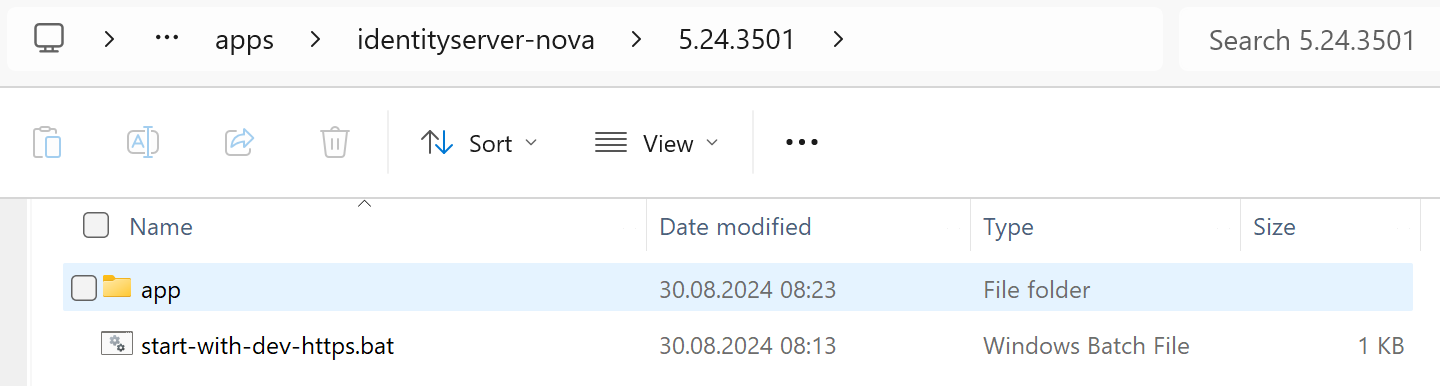 apps identityserver-nova 5.24.3501 Search 5.24.3501
Sort View
Name Date modified Type Size
app 30.08.2024 08:23 File folder
start-with-dev-https.bat 30.08.2024 08:13 Windows Batch File 1 KB